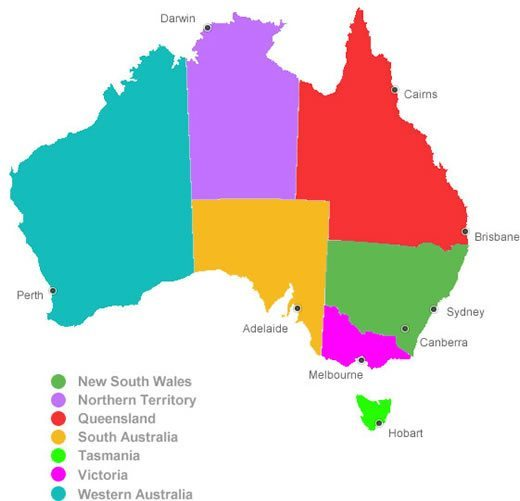 Darwin
Cairns
Brisbane
Perth
Sydney
Adelaide
Canberra
Melbourne
New South Wales
Northern Territory
Queensland
South Australia
Tasmania
Hobart
Victoria
Western Australia